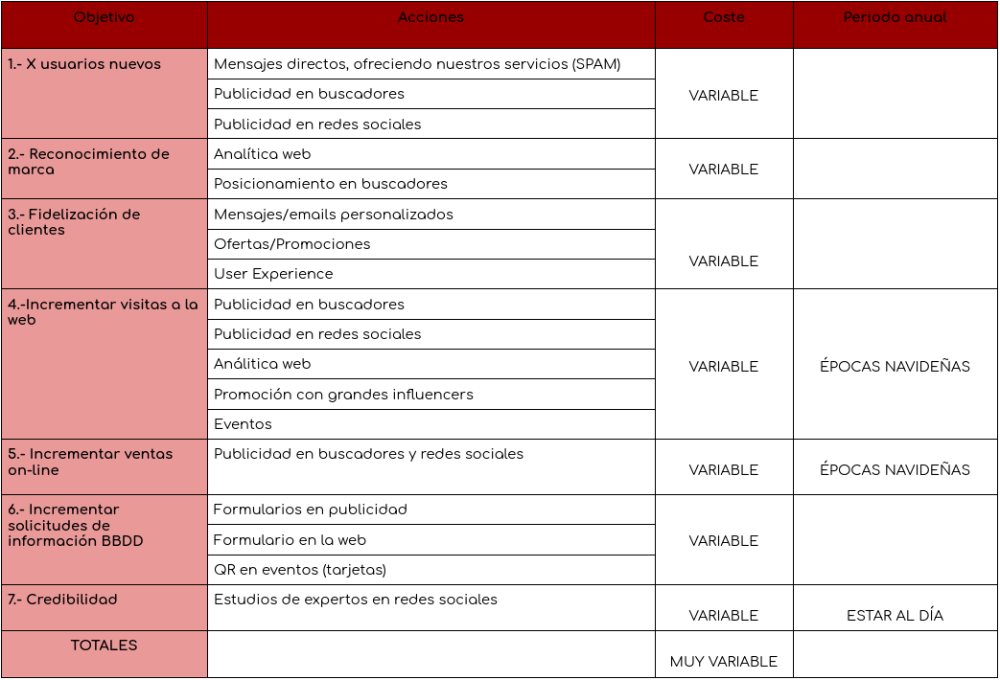 Objetivo
Acciones
Coste
Periodo anual
1.- X usuarios nuevos
Mensajes directos, ofreciendo nuestros servicios (SPAM)
Publicidad en buscadores
Publicidad en redes sociales
VARIABLE
2.- Reconocimiento de
marca
Analítica web
Posicionamiento en buscadores
VARIABLE
3.- Fidelización de
clientes
Mensajes/emails personalizados
Ofertas/Promociones
User Experience
VARIABLE
4.-Incrementar visitas a la
web
Publicidad en buscadores
Publicidad en redes sociales
Análitica web
Promoción con grandes influencers
Eventos
VARIABLE
ÉPOCAS NAVIDEÑAS
5.- Incrementar ventas
on-line
Publicidad en buscadores y redes sociales
VARIABLE
ÉPOCAS NAVIDEÑAS
6.- Incrementar
solicitudes de
información BBDD
Formularios en publicidad
Formulario en la web
QR en eventos (tarjetas)
VARIABLE
7.- Credibilidad
Estudios de expertos en redes sociales
VARIABLE
ESTAR AL DÍA
TOTALES
MUY VARIABLE